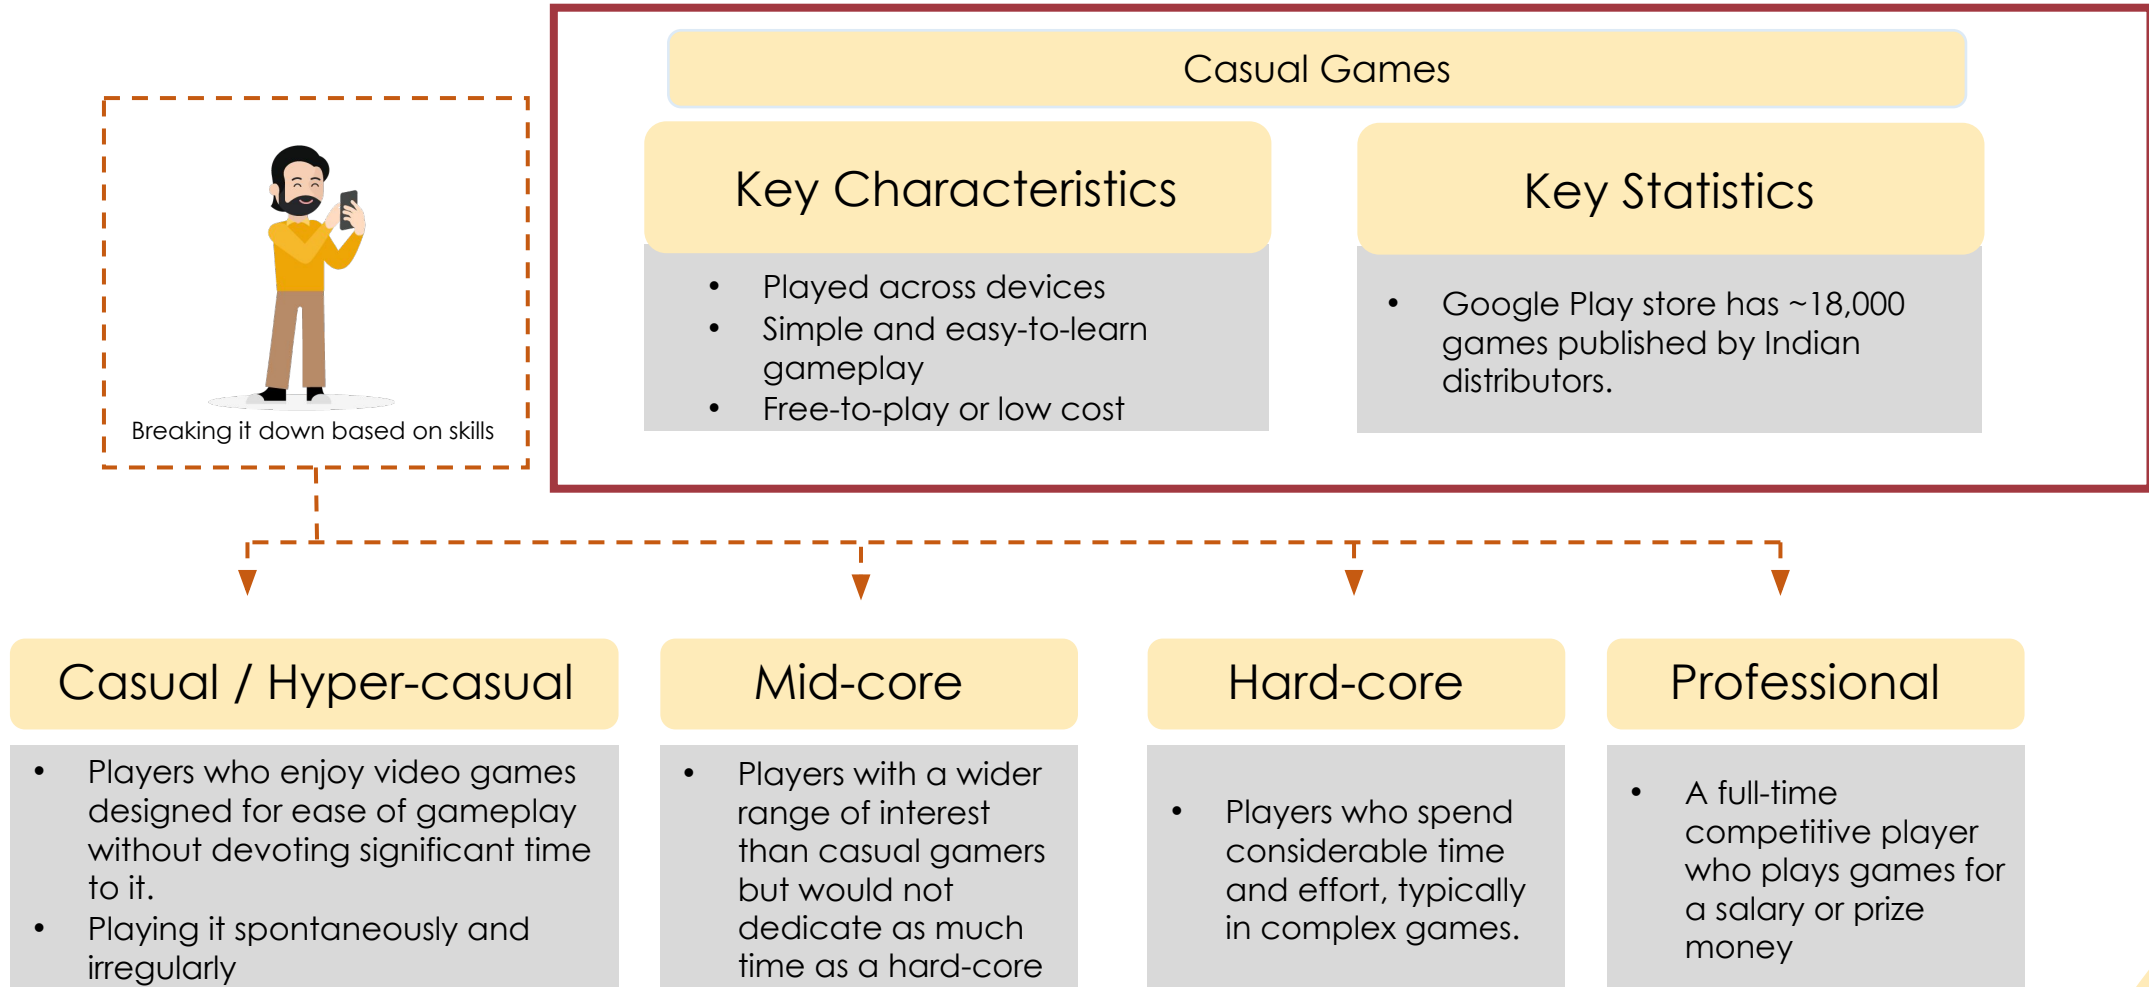 Casual Games
Key Characteristics
• Played across devices
• Simple and easy-to-learn
gameplay
• Free-to-play or low cost
Key Statistics
• Google Play store has ~18,000
games published by Indian
distributors.
Breaking it down based on skills
Casual / Hyper-casual
• Players who enjoy video games
designed for ease of gameplay
without devoting significant time
to it.
• Playing it spontaneously and
irregularly
Mid-core
• Players with a wider
range of interest
than casual gamers
but would not
dedicate as much
time as a hard-core
Hard-core
• Players who spend
considerable time
and effort, typically
in complex games.
Professional
• A full-time
competitive player
who plays games for
a salary or prize
money